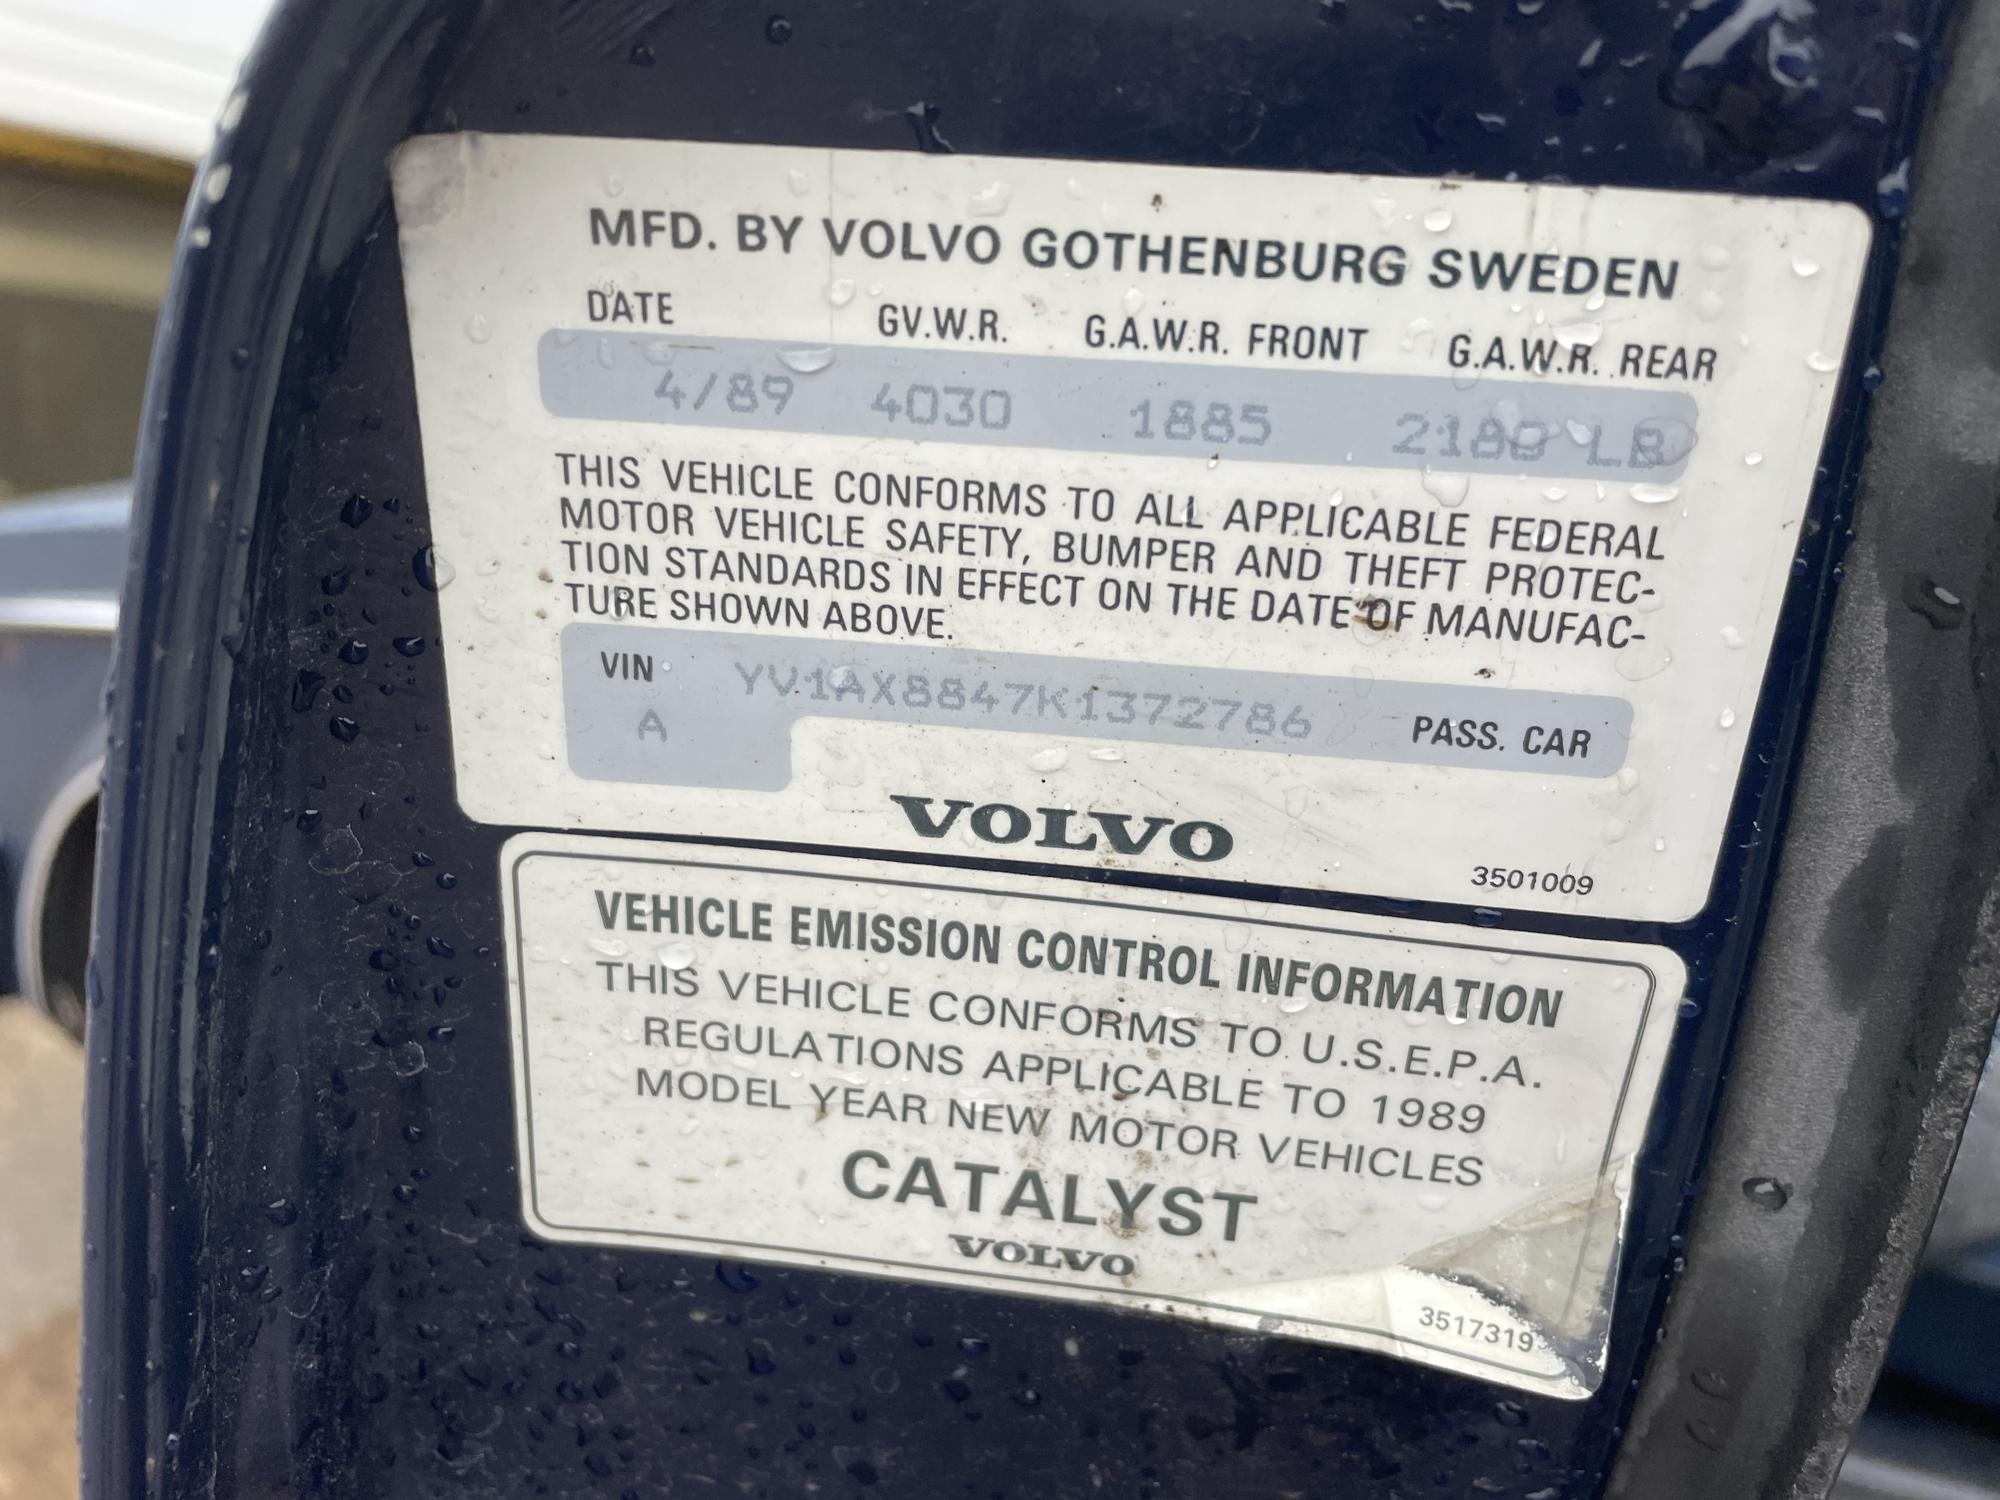 MFD. BY VOLVO GOTHENBURG SWEDEN
DATE GV.W.R. G.A.W.R. FRONT G.A.W.R. REAR
4/89 4030 1885 2180 LB
THIS VEHICLE CONFORMS TO ALL APPLICABLE FEDERAL
MOTOR VEHICLE SAFETY, BUMPER AND THEFT PROTEC-
TION STANDARDS IN EFFECT ON THE DATE OF MANUFAC-
TURE SHOWN ABOVE.
VIN YV1AX8847K1372786 PASS. CAR
A
VOLVO
3501009
VEHICLE EMISSION CONTROL INFORMATION
THIS VEHICLE CONFORMS TO U.S.E.P.A.
REGULATIONS APPLICABLE TO 1989
MODEL YEAR NEW MOTOR VEHICLES
CATALYST
VOLVO
3517319